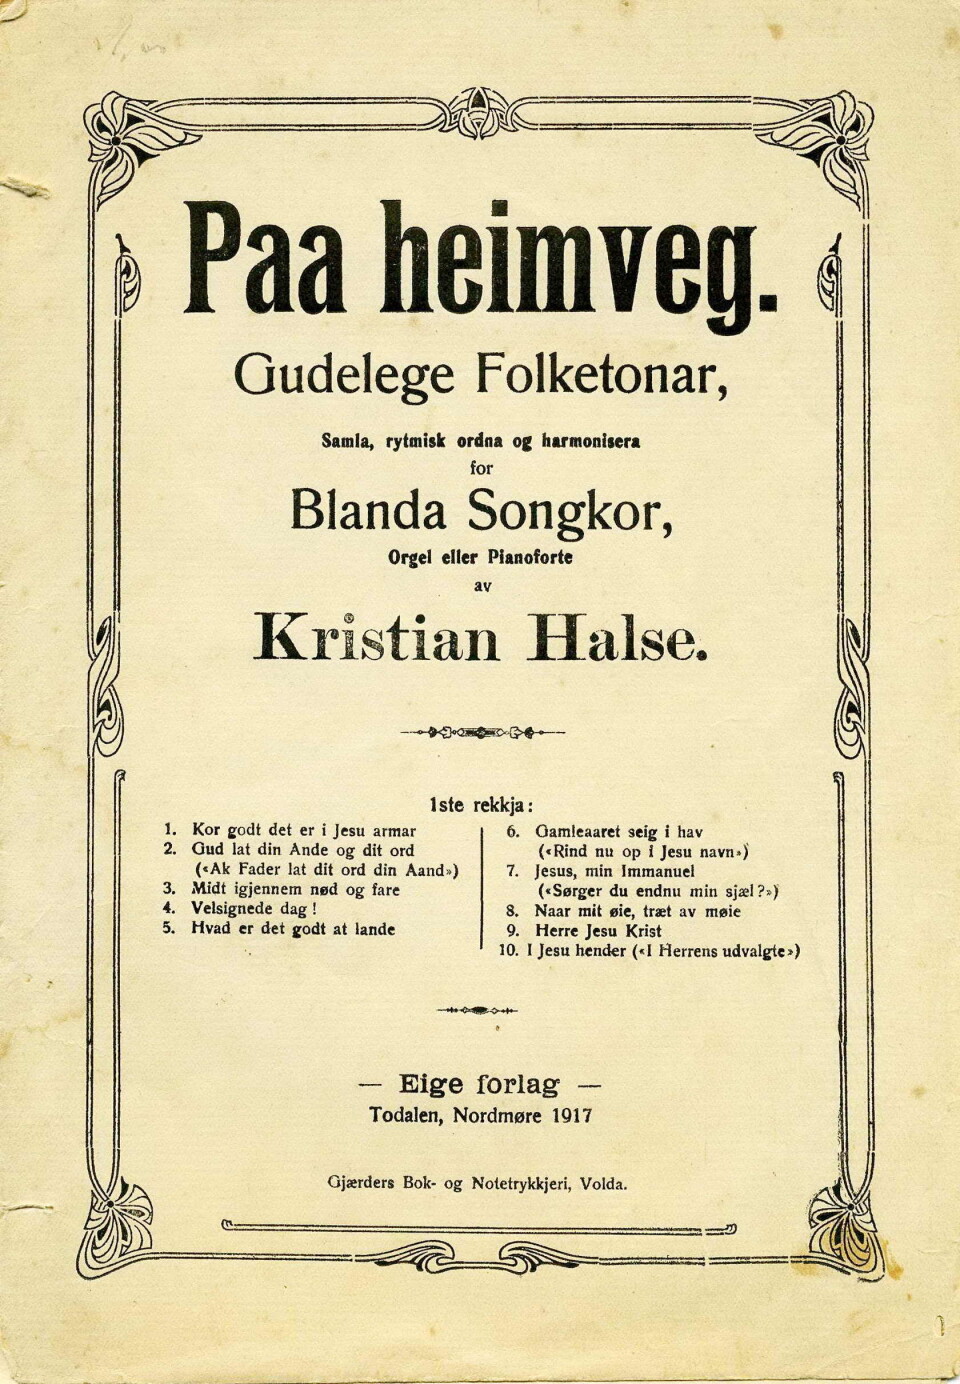 Paa heimveg.
Gudelege Folketonar,
Samla, rytmisk ordna og harmonisera
for
Blanda Songkor,
Orgel eller Pianoforte
av
Kristian Halse.
1ste rekkja:
1. Kor godt det er i Jesu armar
2. Gud lat din Ande og dit ord
(«Ak Fader lat dit ord din Aand»)
3. Midt igjennem nød og fare
4. Velsignede dag!
5. Hvad er det godt at lande
6. Gamleaaret seig i hav
(«Rind nu op i Jesu navn»)
7. Jesus, min Immanuel
(«Sørger du endnu min sjæl?»)
8. Naar mit øie, træt av møie
9. Herre Jesu Krist
10. I Jesu hender («I Herrens udvalgte»)
— Eige forlag —
Todalen, Nordmøre 1917
Gjærders Bok- og Notetrykkjeri, Volda.